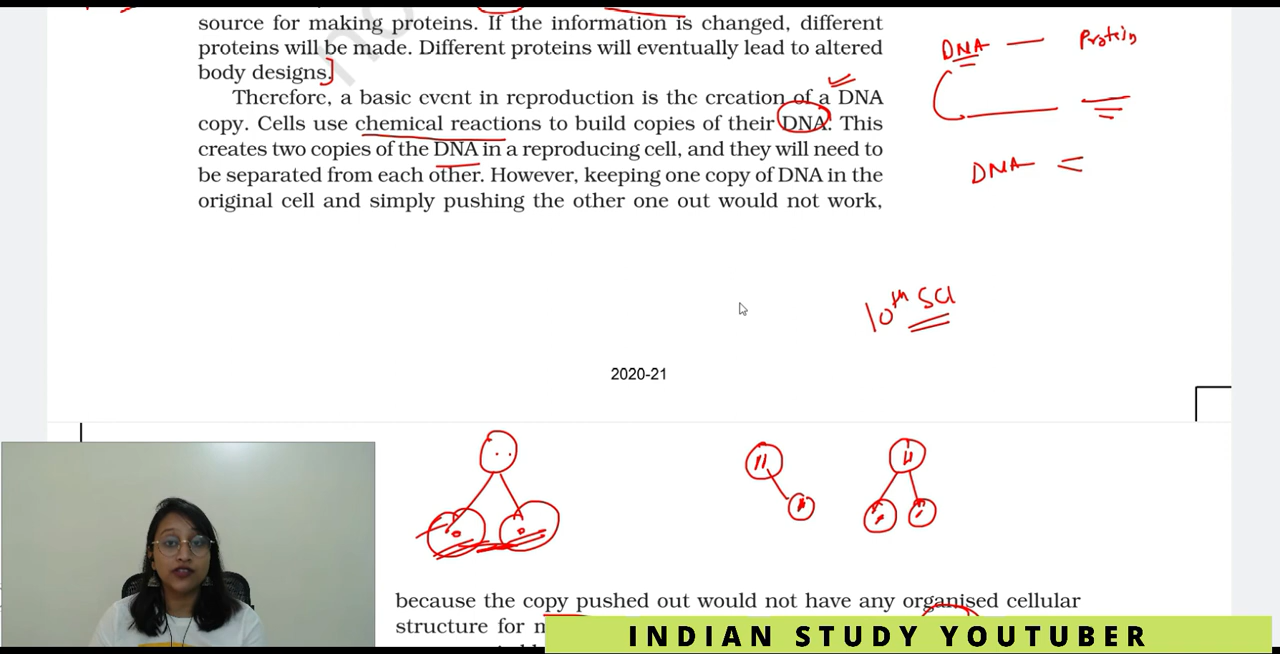 source for making proteins. If the information is changed, different
proteins will be made. Different proteins will eventually lead to altered
body designs.
Therefore, a basic event in reproduction is the creation of a DNA
copy. Cells use chemical reactions to build copies of their DNA. This
creates two copies of the DNA in a reproducing cell, and they will need to
be separated from each other. However, keeping one copy of DNA in the
original cell and simply pushing the other one out would not work,
DNA — Protein
DNA <
10th SCI
2020-21
because the copy pushed out would not have any organised cellular
structure for
INDIAN STUDY YOUTUBER